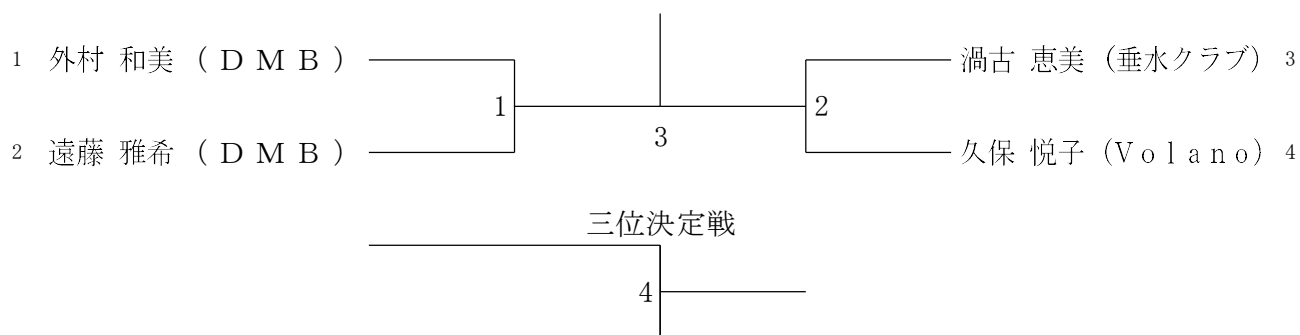 1 外村 和美 (DMB)
2 遠藤 雅希 (DMB)
1
3
2
渦古 恵美 (垂水クラブ) 3
久保 悦子 (Volano) 4
三位決定戦
4